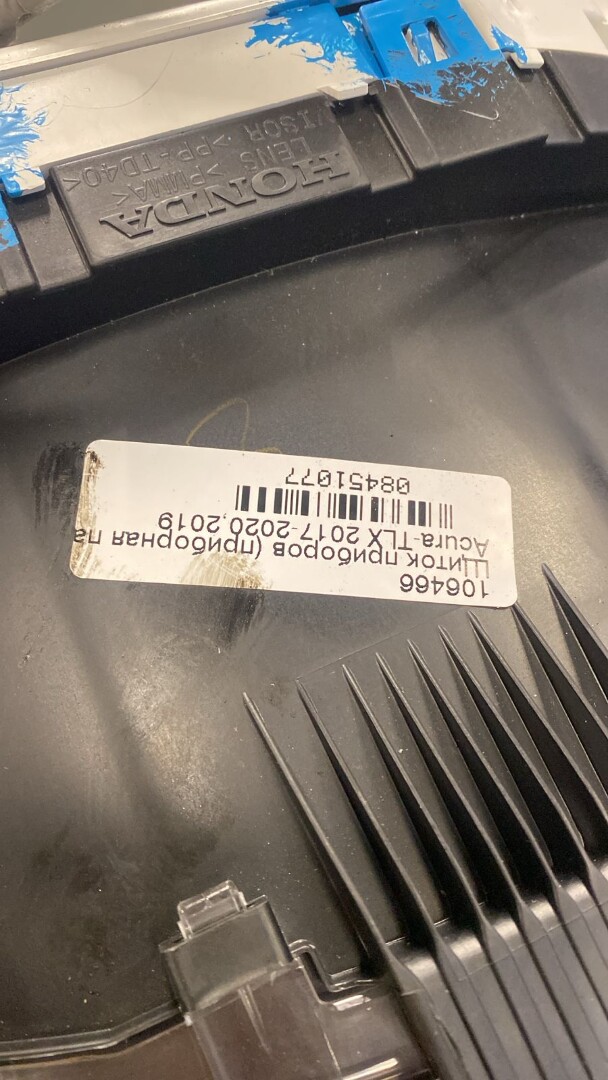 HONDA
LENS >PMMA<
VISOR >PP+TD40<
106466
Щиток приборов (приборная па
Acura-TLX 2017-2020,2019
08451077